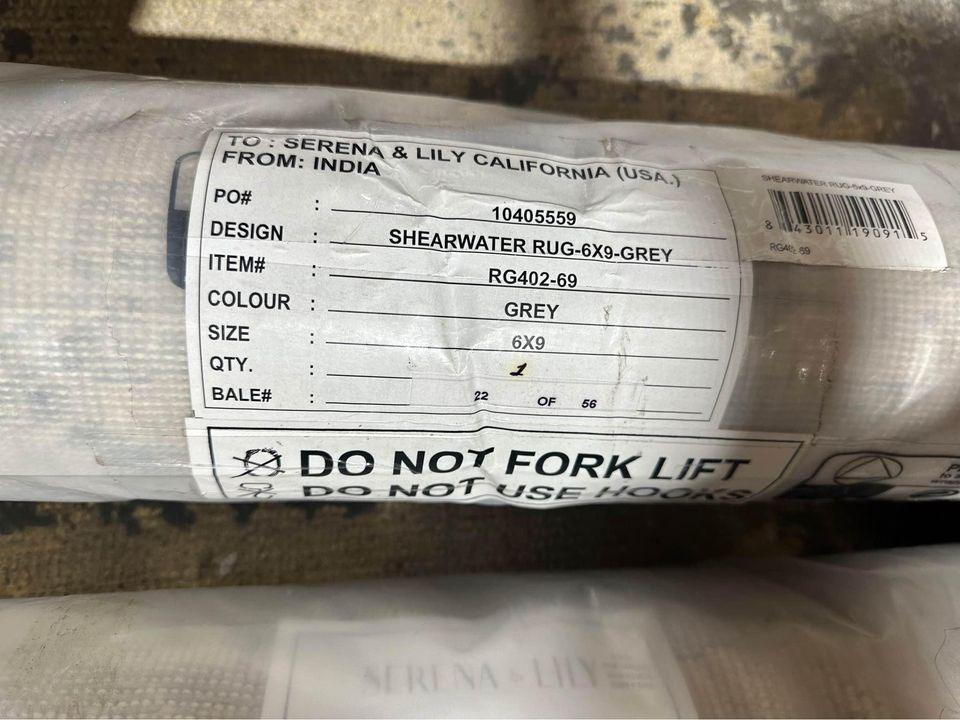 TO : SERENA & LILY CALIFORNIA (USA.)
FROM: INDIA
PO# : 10405559
DESIGN : SHEARWATER RUG-6X9-GREY
ITEM# : RG402-69
COLOUR : GREY
SIZE : 6X9
QTY. : 1
BALE# : 22 OF 56
DO NOT FORK LIFT
DO NOT USE HOOKS
SHEARWATER RUG-6x9-GREY
8 43011 19091 5
RG402-69
SERENA & LILY